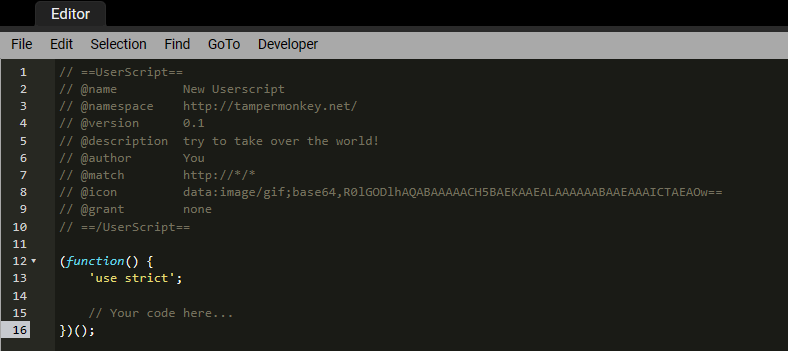 Editor
File Edit Selection Find GoTo Developer
1 // ==UserScript==
2 // @name         New Userscript
3 // @namespace    http://tampermonkey.net/
4 // @version      0.1
5 // @description  try to take over the world!
6 // @author       You
7 // @match        http://*/*
8 // @icon         data:image/gif;base64,R0lGODlhAQABAAAAACH5BAEKAAEALAAAAAABAAEAAAICTAEAOw==
9 // @grant        none
10 // ==/UserScript==
11
12 (function() {
13     'use strict';
14
15     // Your code here...
16 })();